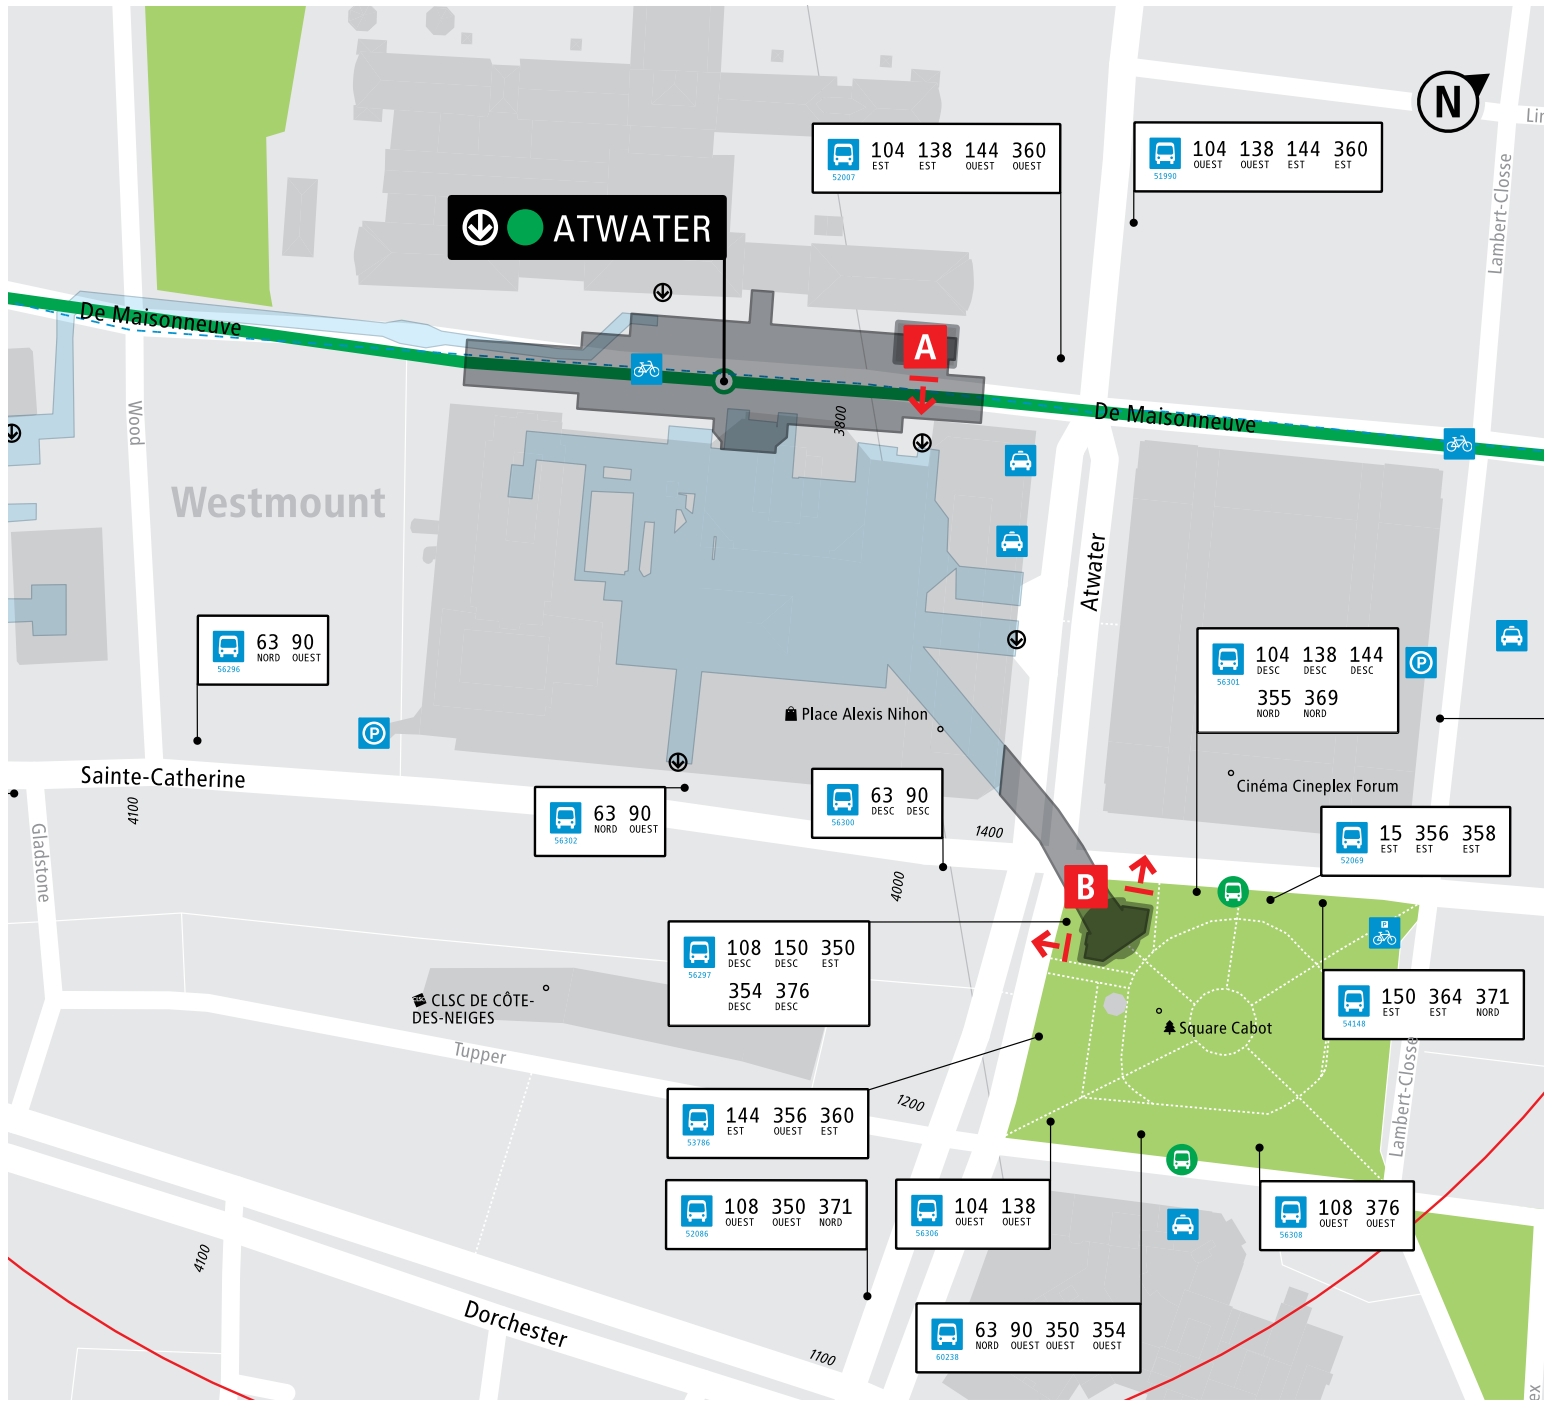 N
Lin
104 138 144 360
EST EST OUEST OUEST
52007
104 138 144 360
OUEST OUEST EST EST
51990
Lambert-Closse
ATWATER
De Maisonneuve
A
3800
De Maisonneuve
Wood
Westmount
Atwater
63 90
NORD OUEST
56296
104 138 144
DESC DESC DESC
56301
355 369
NORD NORD
P
P
Place Alexis Nihon
Sainte-Catherine
4100
Cinéma Cineplex Forum
63 90
NORD OUEST
56302
63 90
DESC DESC
56300
1400
15 356 358
EST EST EST
52069
Gladstone
4000
B
P
108 150 350
DESC DESC EST
56297
354 376
DESC DESC
CLSC DE CÔTE-
DES-NEIGES
150 364 371
EST EST NORD
54148
Square Cabot
Tupper
Lambert-Closse
1200
144 356 360
EST OUEST EST
53786
108 350 371
OUEST OUEST NORD
52086
104 138
OUEST OUEST
56306
108 376
OUEST OUEST
56308
4100
Dorchester
63 90 350 354
NORD OUEST OUEST OUEST
60238
1100
ex